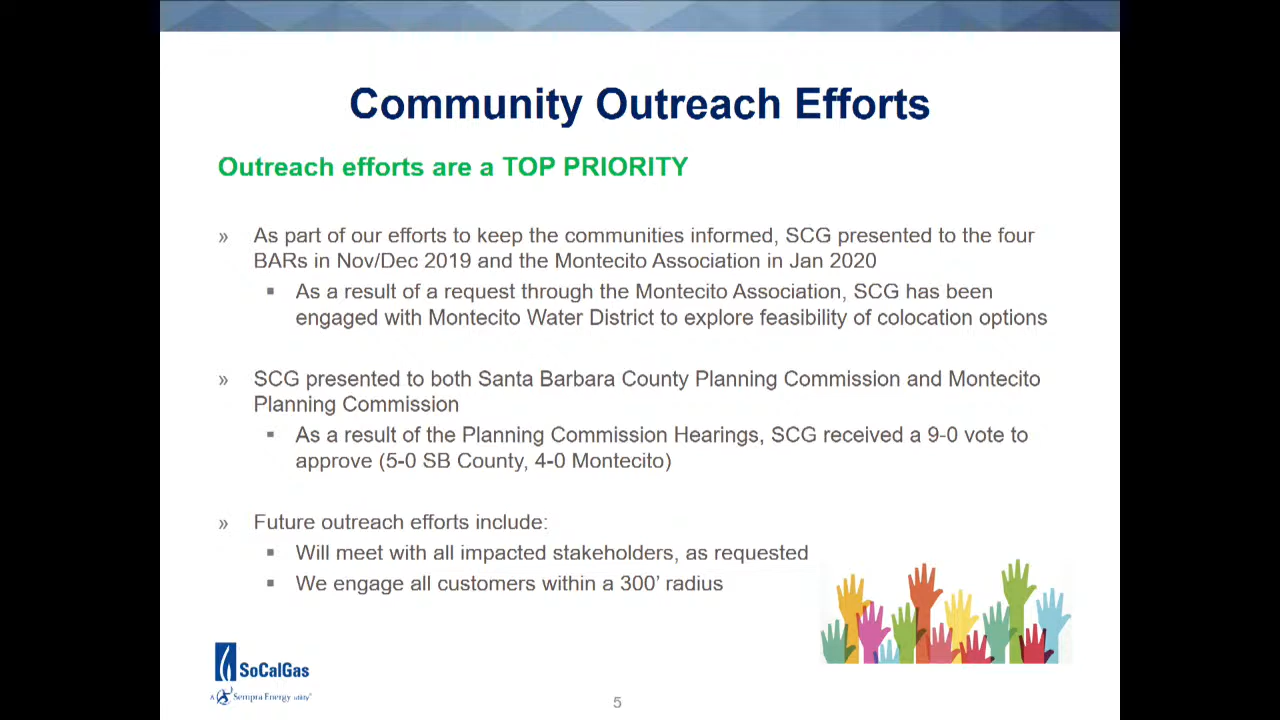 Community Outreach Efforts
Outreach efforts are a TOP PRIORITY
» As part of our efforts to keep the communities informed, SCG presented to the four
BARs in Nov/Dec 2019 and the Montecito Association in Jan 2020
▪ As a result of a request through the Montecito Association, SCG has been
engaged with Montecito Water District to explore feasibility of colocation options
» SCG presented to both Santa Barbara County Planning Commission and Montecito
Planning Commission
▪ As a result of the Planning Commission Hearings, SCG received a 9-0 vote to
approve (5-0 SB County, 4-0 Montecito)
» Future outreach efforts include:
▪ Will meet with all impacted stakeholders, as requested
▪ We engage all customers within a 300’ radius
SoCalGas
A Sempra Energy utility®
5